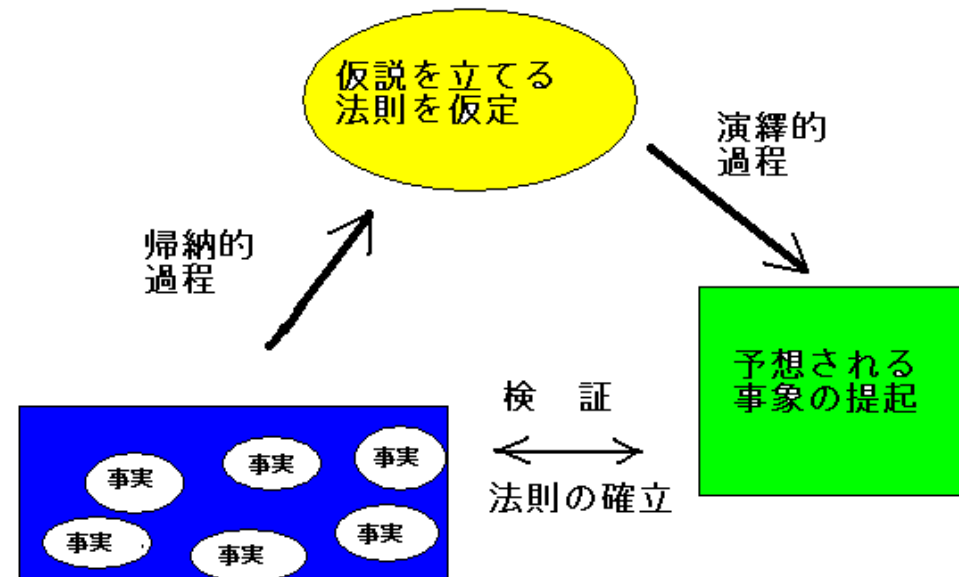 仮説を立てる
法則を仮定
演繹的
過程
帰納的
過程
予想される
事象の提起
検 証
法則の確立
事実
事実
事実
事実
事実
事実